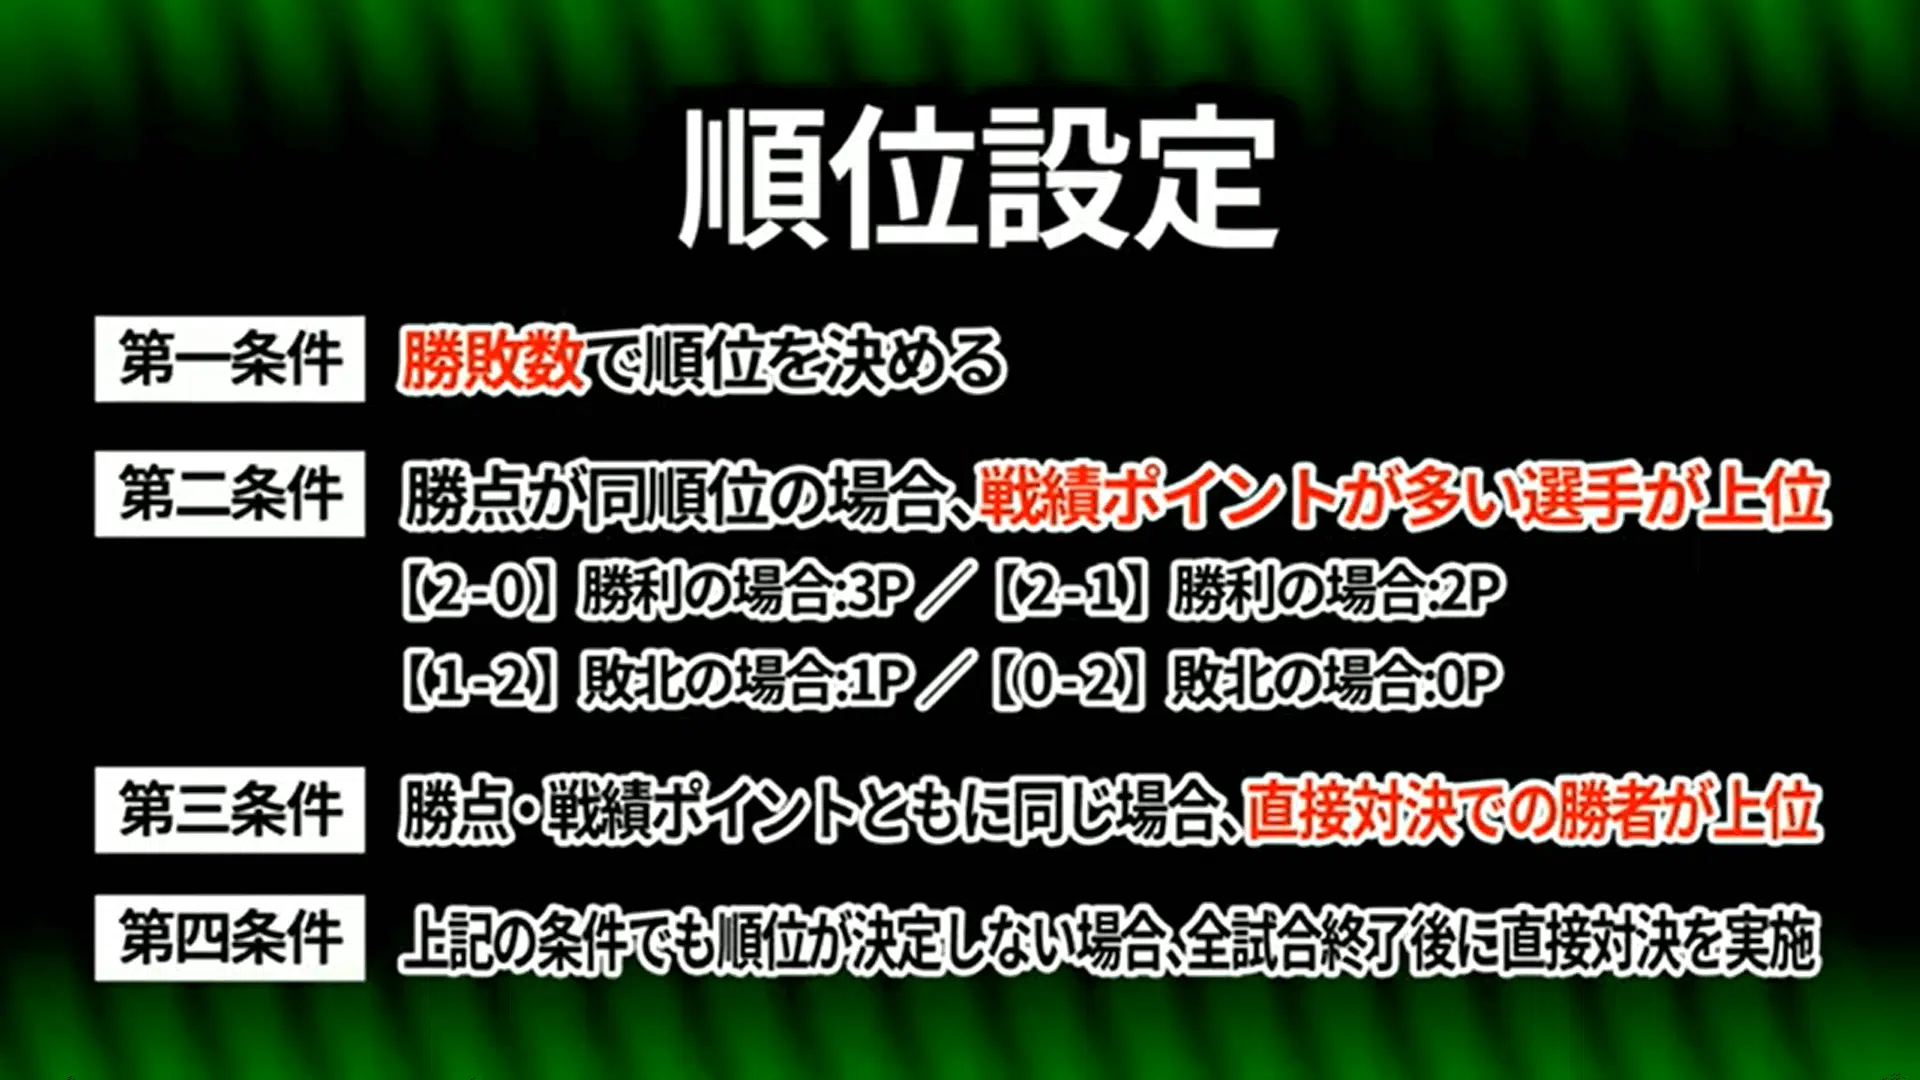 順位設定
第一条件 勝敗数で順位を決める
第二条件 勝点が同順位の場合、戦績ポイントが多い選手が上位
【2-0】勝利の場合:3P／【2-1】勝利の場合:2P
【1-2】敗北の場合:1P／【0-2】敗北の場合:0P
第三条件 勝点・戦績ポイントともに同じ場合、直接対決での勝者が上位
第四条件 上記の条件でも順位が決定しない場合、全試合終了後に直接対決を実施